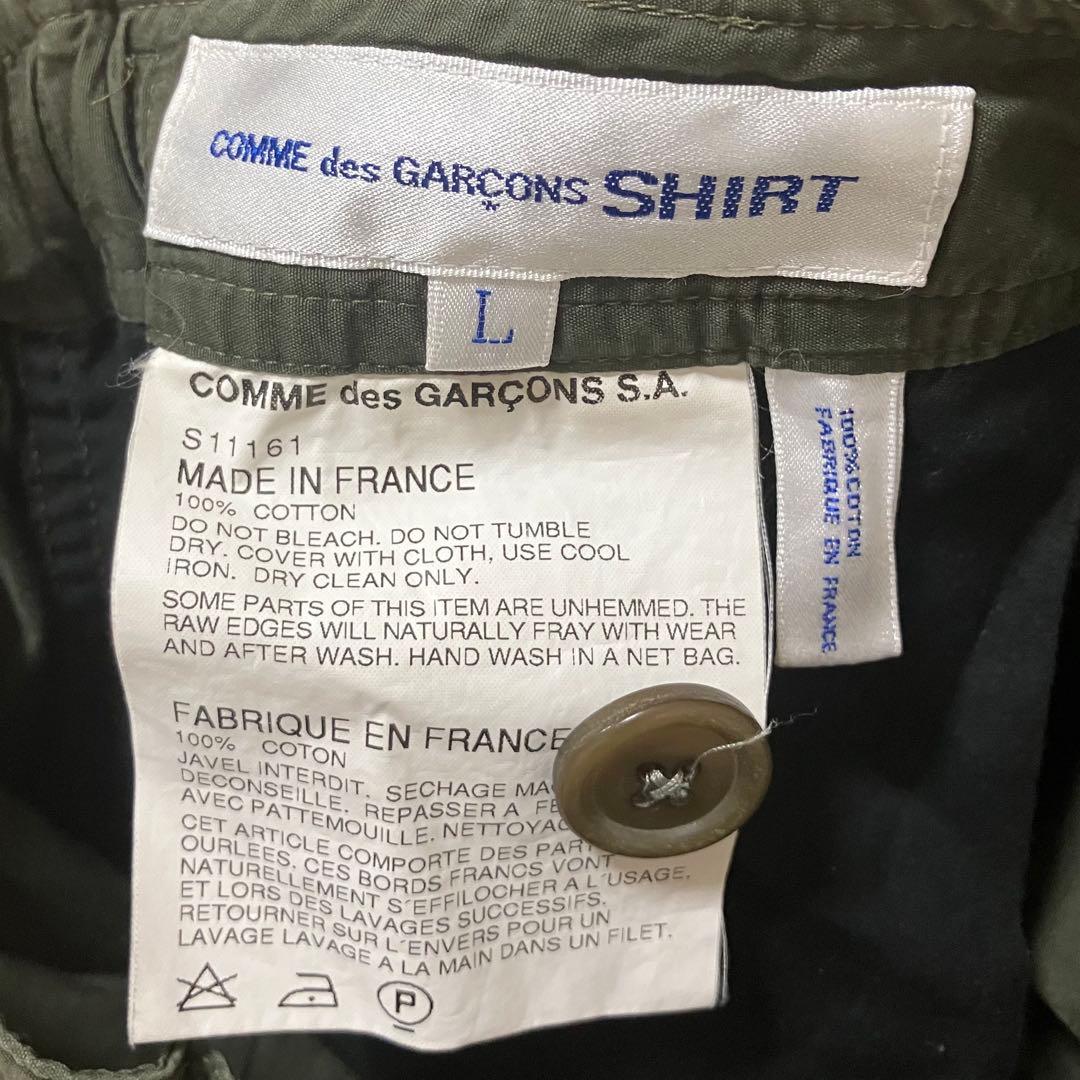 COMME des GARÇONS SHIRT
*
L
COMME des GARÇONS S.A.
S11161
MADE IN FRANCE
100% COTTON
DO NOT BLEACH. DO NOT TUMBLE
DRY. COVER WITH CLOTH, USE COOL
IRON. DRY CLEAN ONLY.
SOME PARTS OF THIS ITEM ARE UNHEMMED. THE
RAW EDGES WILL NATURALLY FRAY WITH WEAR
AND AFTER WASH. HAND WASH IN A NET BAG.
FABRIQUE EN FRANCE
100% COTON
JAVEL INTERDIT. SECHAGE
DECONSEILLE. REPASSER A
AVEC PATTEMOUILLE.
CET ARTICLE COMPORTE DES
OURLEES. CES BORDS FRANCS VONT
NATURELLEMENT S'EFFILOCHER A L'USAGE,
ET LORS DES LAVAGES SUCCESSIFS.
RETOURNER SUR L'ENVERS POUR UN
LAVAGE LAVAGE A LA MAIN DANS UN FILET.
P
100%COTON
FABRIQUE EN FRANCE